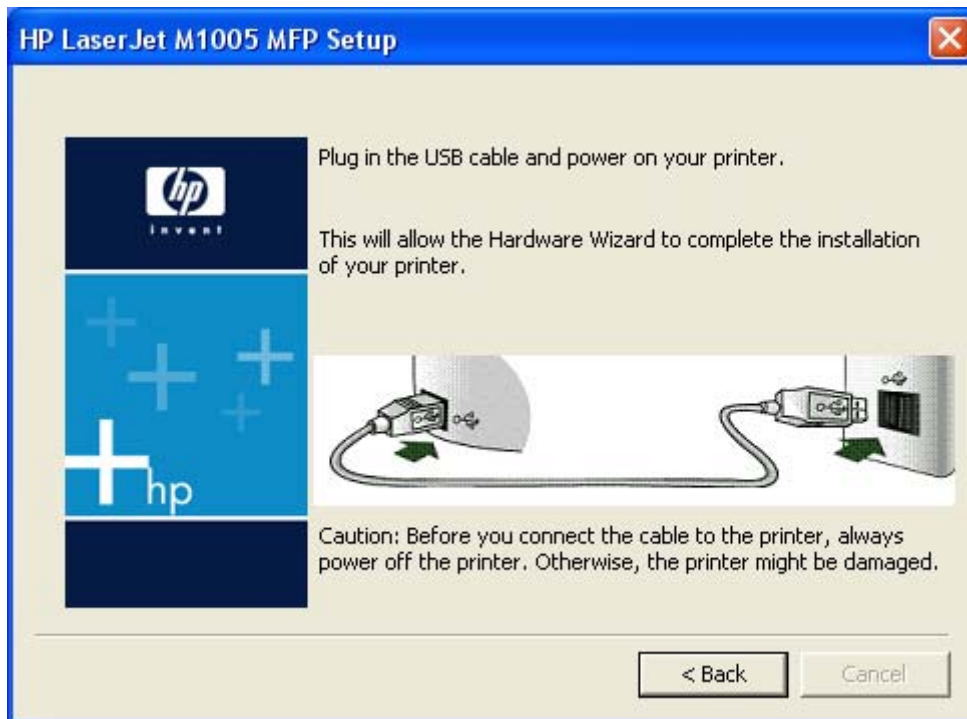 HP LaserJet M1005 MFP Setup
Plug in the USB cable and power on your printer.
hp
invent
This will allow the Hardware Wizard to complete the installation
of your printer.
hp
Caution: Before you connect the cable to the printer, always
power off the printer. Otherwise, the printer might be damaged.
< Back
Cancel